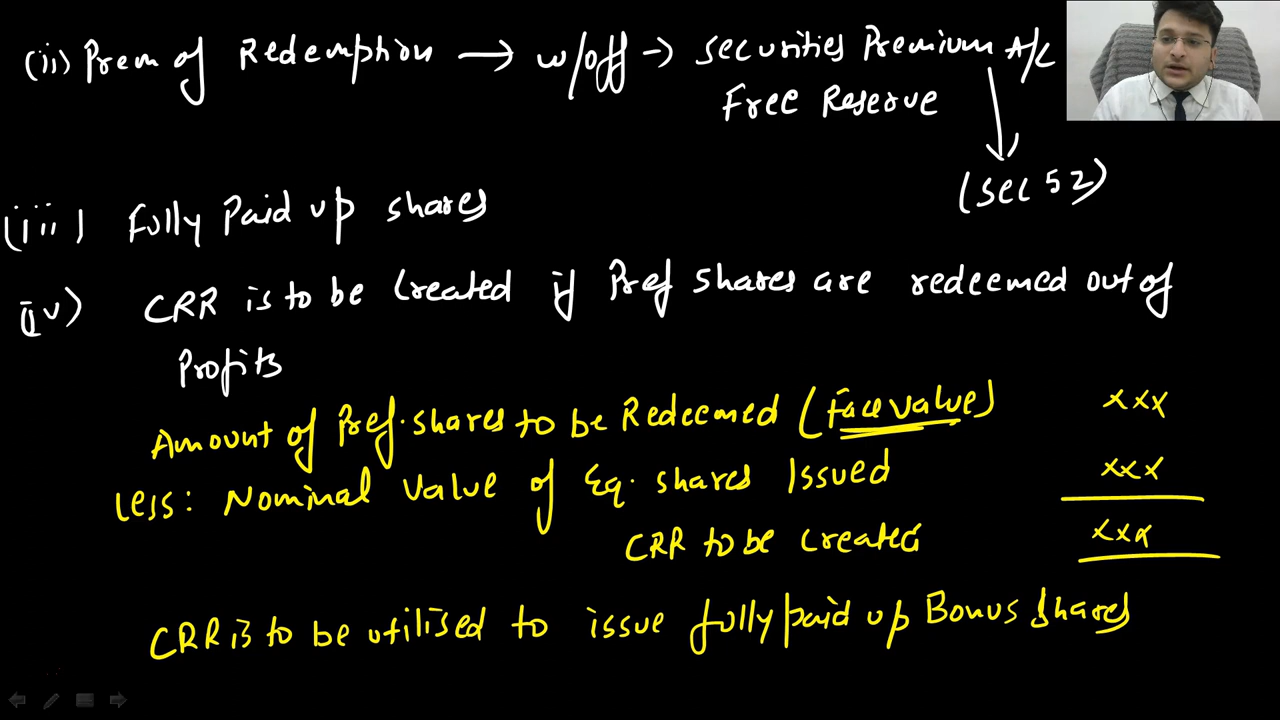 (ii) Prem of Redemption → w/off → Securities Premium A/c
Free Reserve
(Sec 52)
(iii) Fully Paid up shares
(iv) CRR is to be Created if Pref shares are redeemed out of
Profits
Amount of Pref. shares to be Redeemed (Face value) xxx
Less: Nominal Value of Eq. shares Issued xxx
CRR to be created xxx
CRR is to be utilised to issue fully paid up Bonus shares